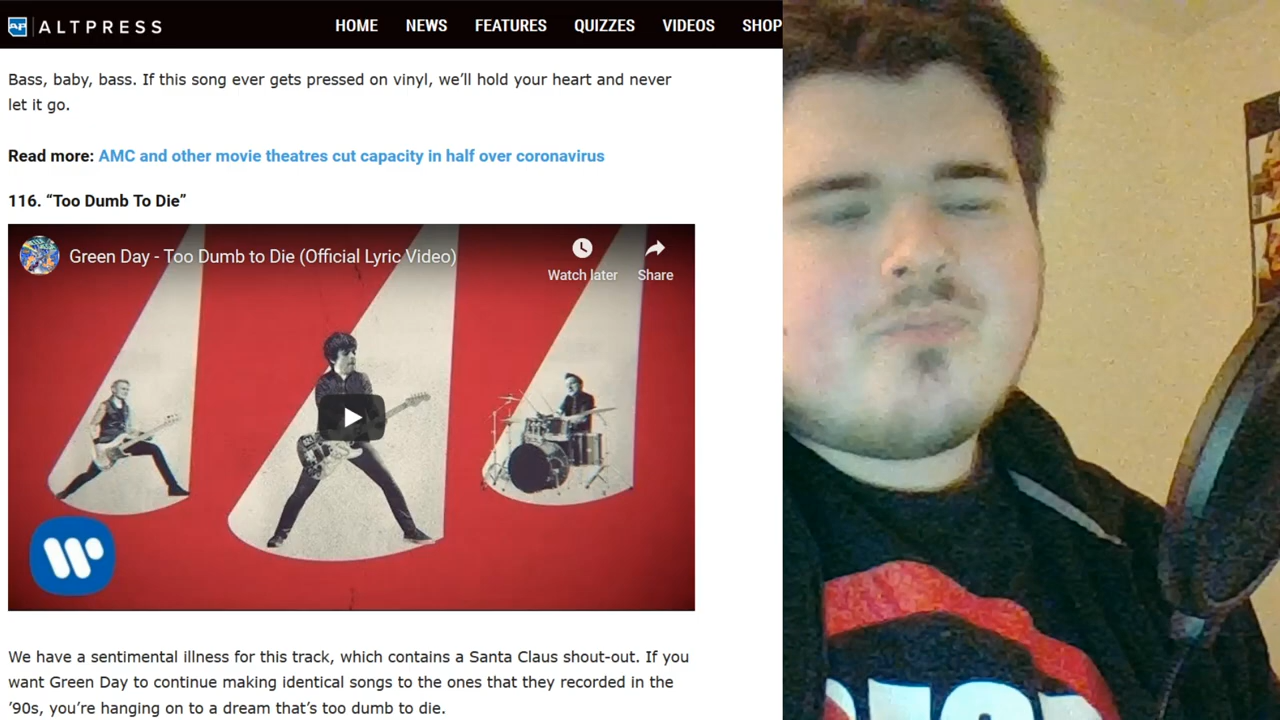 AP ALTPRESS HOME NEWS FEATURES QUIZZES VIDEOS SHOP
Bass, baby, bass. If this song ever gets pressed on vinyl, we’ll hold your heart and never
let it go.
Read more: AMC and other movie theatres cut capacity in half over coronavirus
116. “Too Dumb To Die”
Green Day - Too Dumb to Die (Official Lyric Video)
Watch later Share
We have a sentimental illness for this track, which contains a Santa Claus shout-out. If you
want Green Day to continue making identical songs to the ones that they recorded in the
’90s, you’re hanging on to a dream that’s too dumb to die.